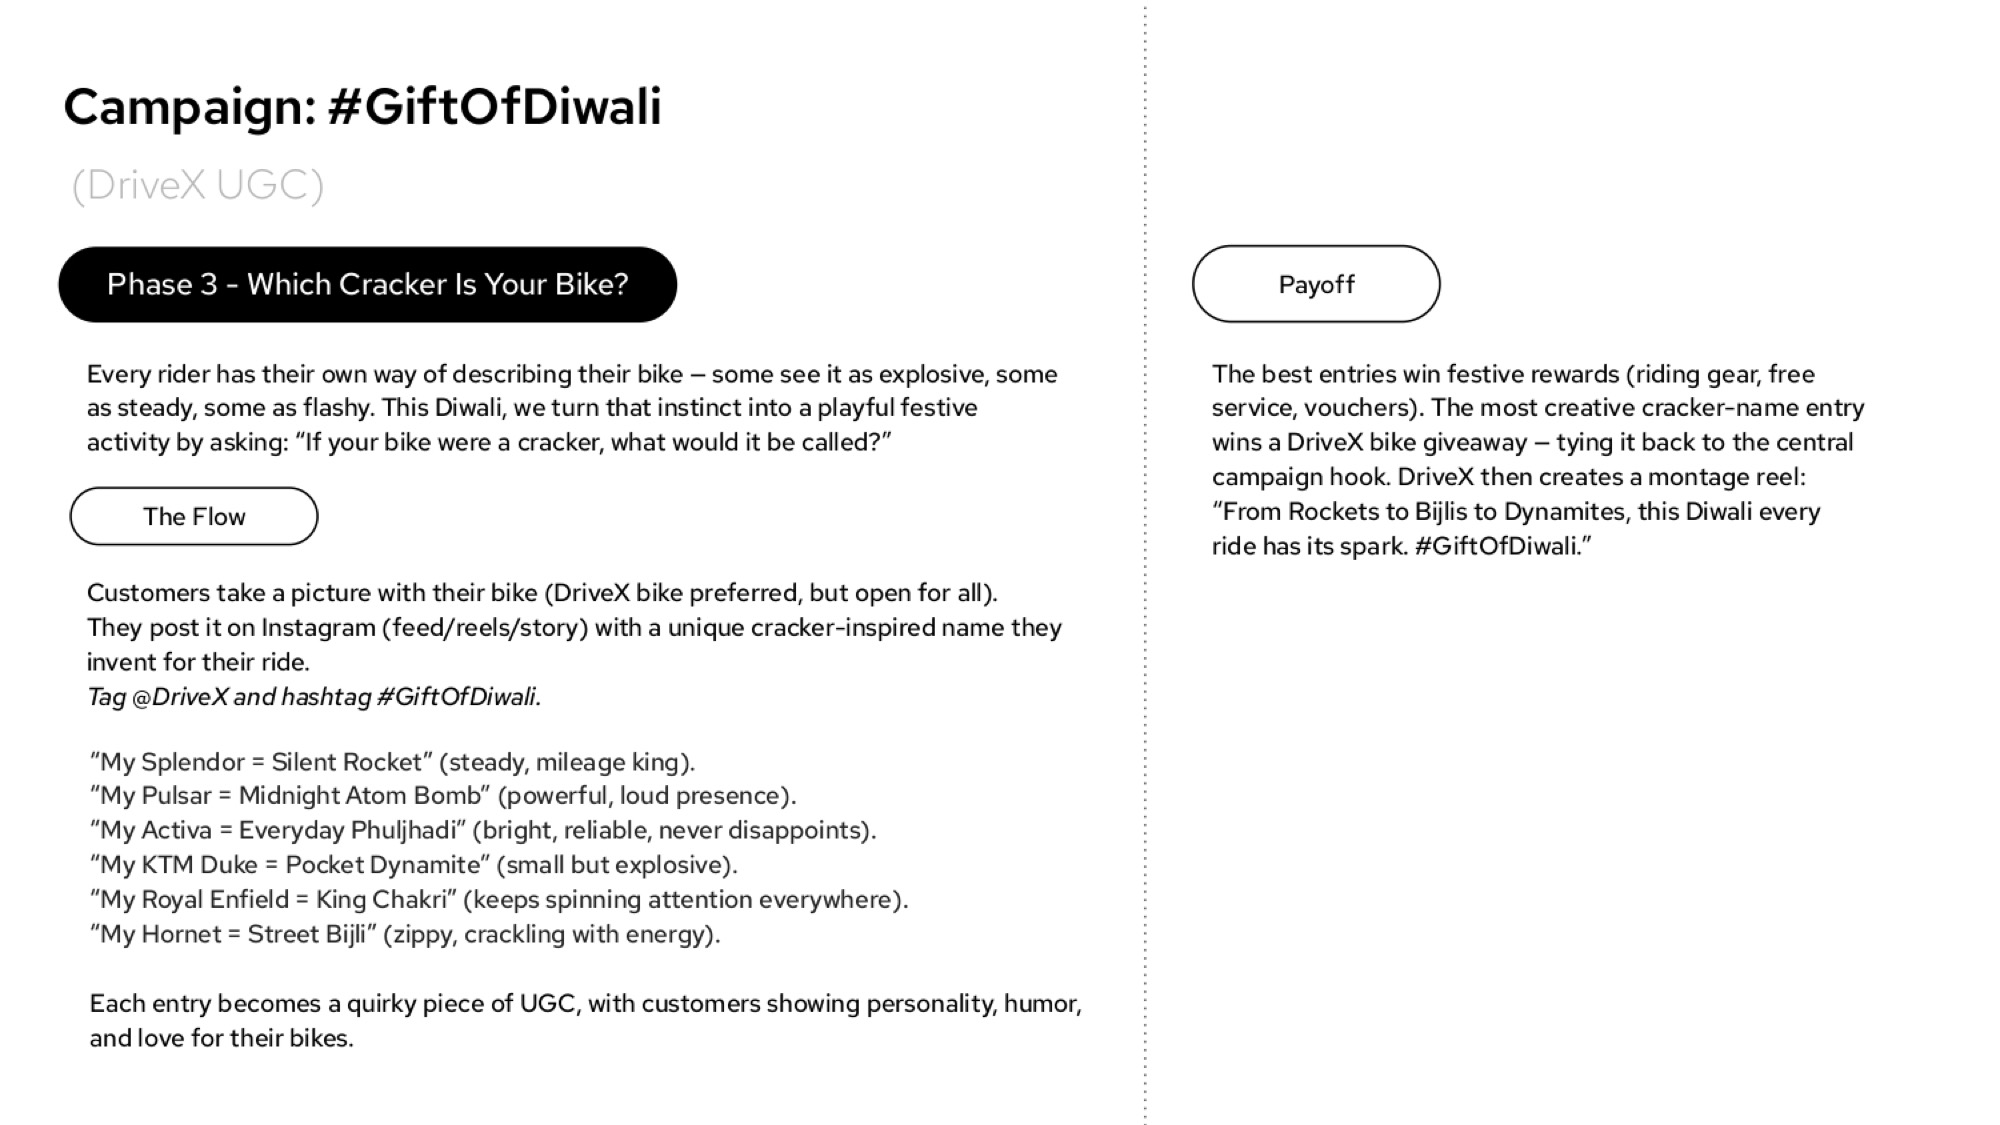 Campaign: #GiftOfDiwali
(DriveX UGC)
Phase 3 - Which Cracker Is Your Bike?
Every rider has their own way of describing their bike – some see it as explosive, some
as steady, some as flashy. This Diwali, we turn that instinct into a playful festive
activity by asking: “If your bike were a cracker, what would it be called?”
The Flow
Customers take a picture with their bike (DriveX bike preferred, but open for all).
They post it on Instagram (feed/reels/story) with a unique cracker-inspired name they
invent for their ride.
Tag @DriveX and hashtag #GiftOfDiwali.
“My Splendor = Silent Rocket” (steady, mileage king).
“My Pulsar = Midnight Atom Bomb” (powerful, loud presence).
“My Activa = Everyday Phuljhadi” (bright, reliable, never disappoints).
“My KTM Duke = Pocket Dynamite” (small but explosive).
“My Royal Enfield = King Chakri” (keeps spinning attention everywhere).
“My Hornet = Street Bijli” (zippy, crackling with energy).
Each entry becomes a quirky piece of UGC, with customers showing personality, humor,
and love for their bikes.
Payoff
The best entries win festive rewards (riding gear, free
service, vouchers). The most creative cracker-name entry
wins a DriveX bike giveaway – tying it back to the central
campaign hook. DriveX then creates a montage reel:
“From Rockets to Bijlis to Dynamites, this Diwali every
ride has its spark. #GiftOfDiwali.”